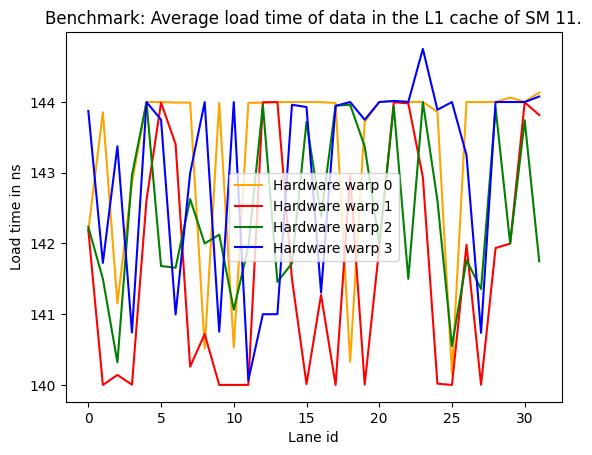 Benchmark: Average load time of data in the L1 cache of SM 11.
Load time in ns
144
143
142
141
140
Hardware warp 0
Hardware warp 1
Hardware warp 2
Hardware warp 3
0 5 10 15 20 25 30
Lane id